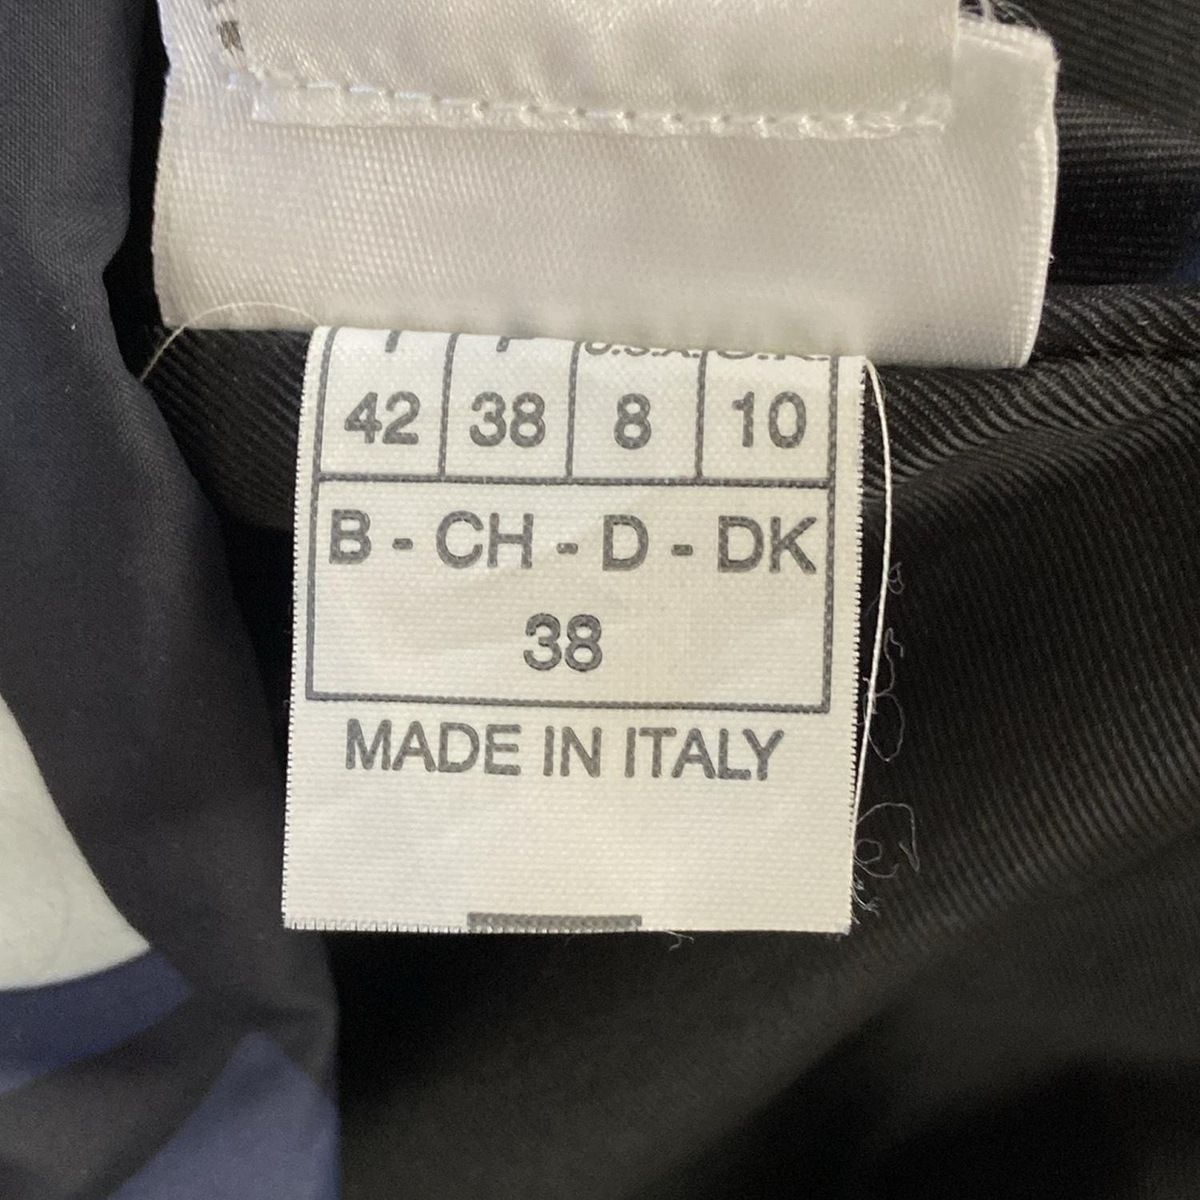 U.S.A.
42 38 8 10
B - CH - D - DK
38
MADE IN ITALY